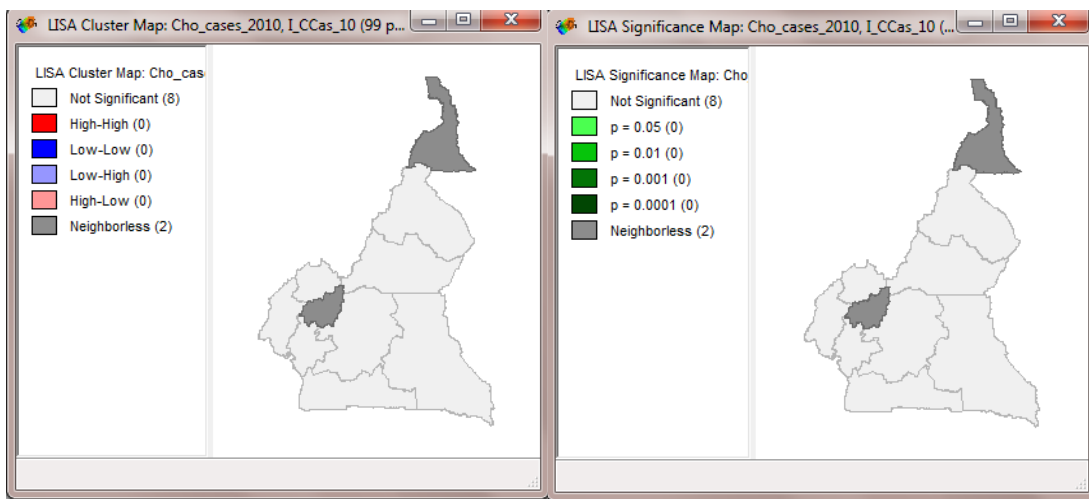 LISA Cluster Map: Cho_cases_2010, I_CCas_10 (99 p...
LISA Cluster Map: Cho_cas
Not Significant (8)
High-High (0)
Low-Low (0)
Low-High (0)
High-Low (0)
Neighborless (2)
LISA Significance Map: Cho_cases_2010, I_CCas_10 (...
LISA Significance Map: Cho
Not Significant (8)
p = 0.05 (0)
p = 0.01 (0)
p = 0.001 (0)
p = 0.0001 (0)
Neighborless (2)